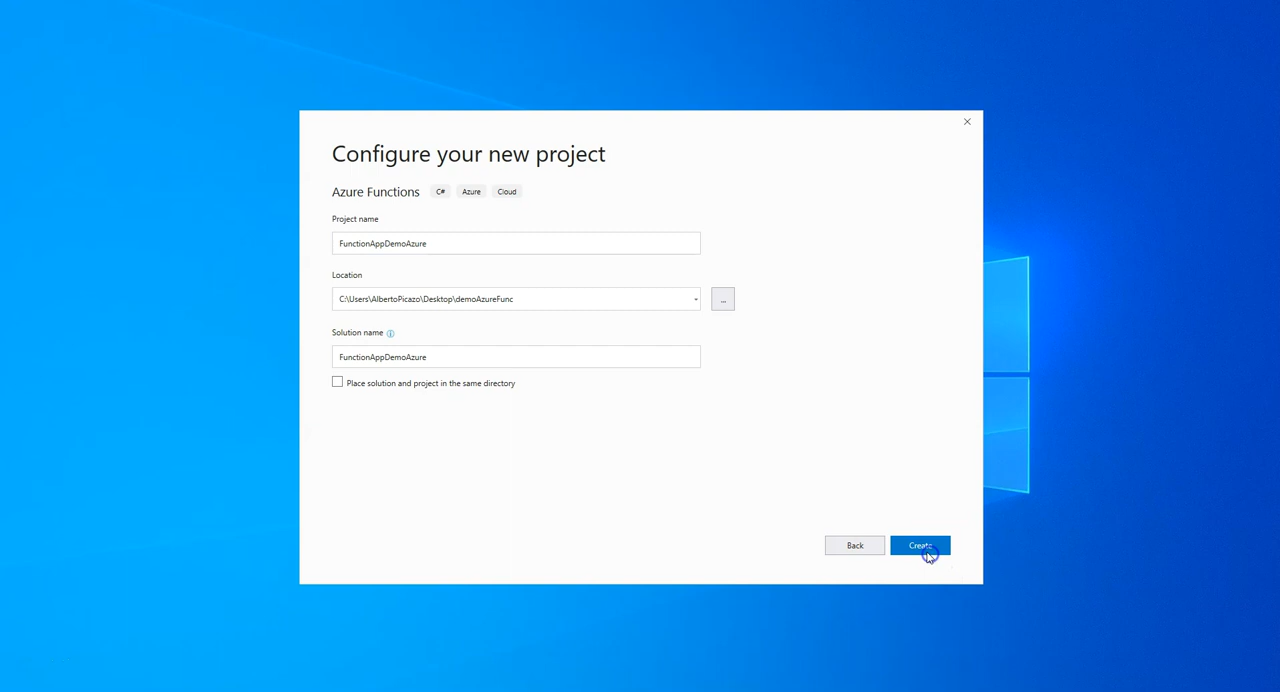 Configure your new project
Azure Functions C# Azure Cloud
Project name
FunctionAppDemoAzure
Location
C:\Users\AlbertoPicazo\Desktop\demoAzureFunc
...
Solution name
FunctionAppDemoAzure
Place solution and project in the same directory
Back Create